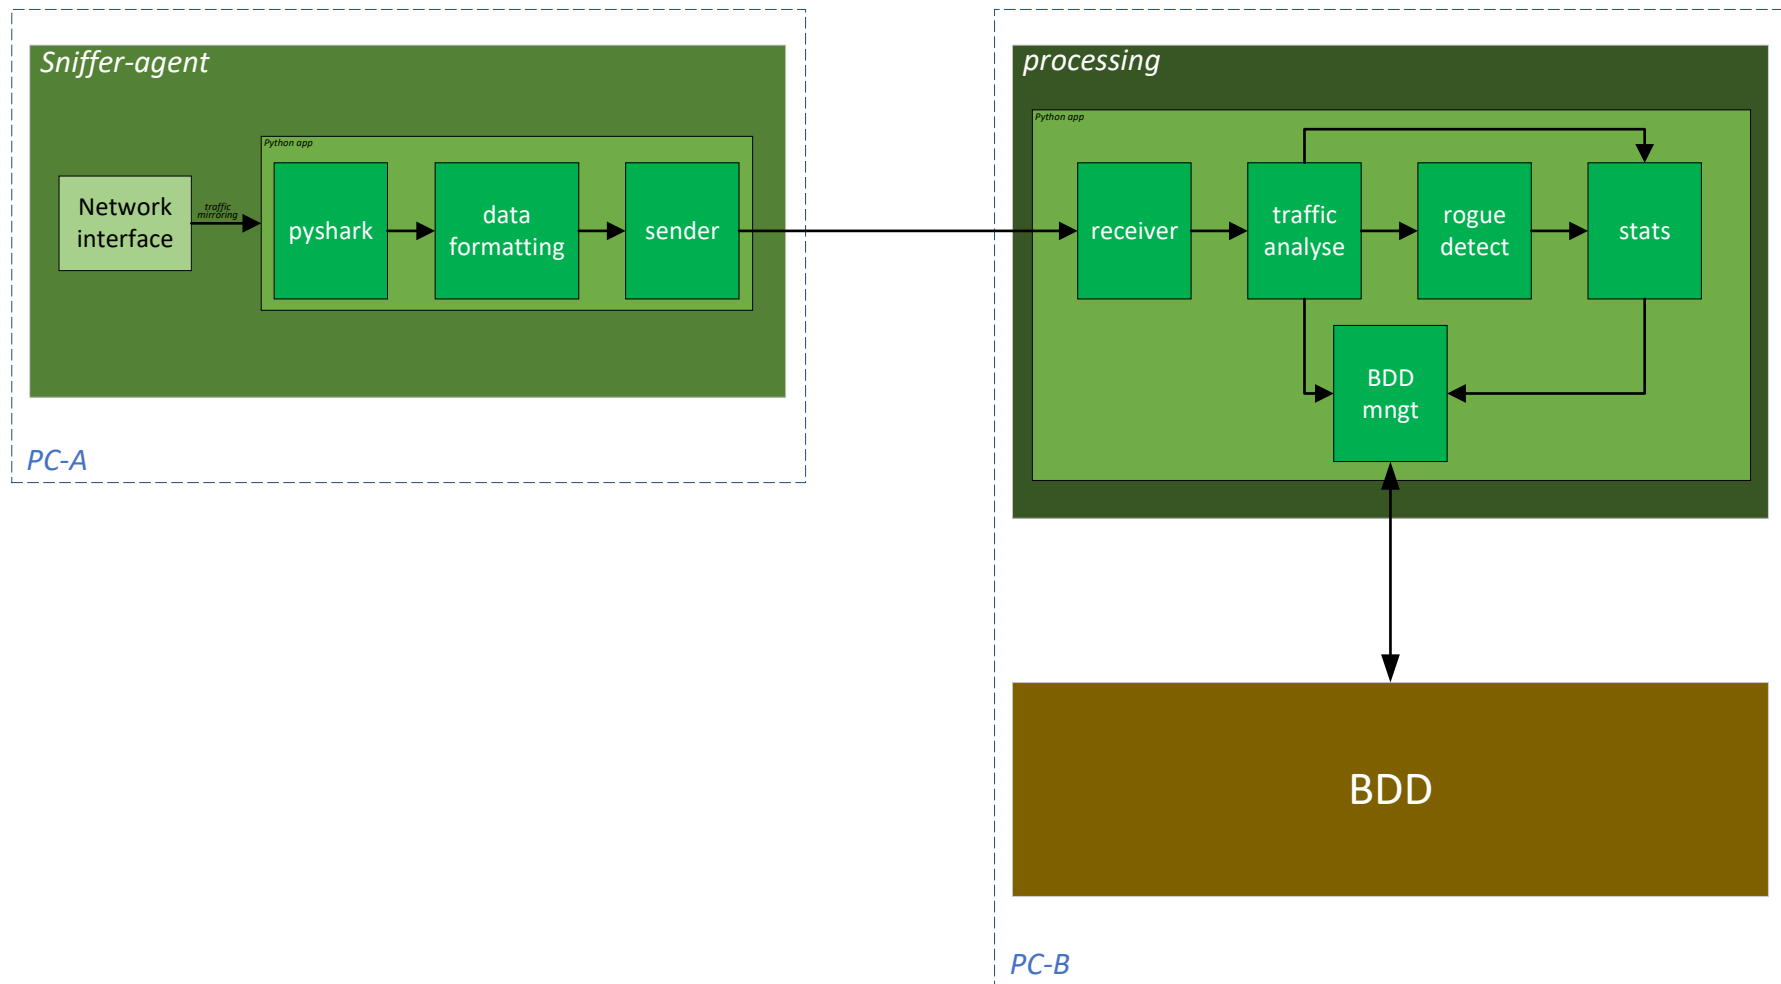 Sniffer-agent
Python app
Network
interface
traffic
mirroring
pyshark
data
formatting
sender
PC-A
processing
Python app
receiver
traffic
analyse
rogue
detect
stats
BDD
mngt
BDD
PC-B